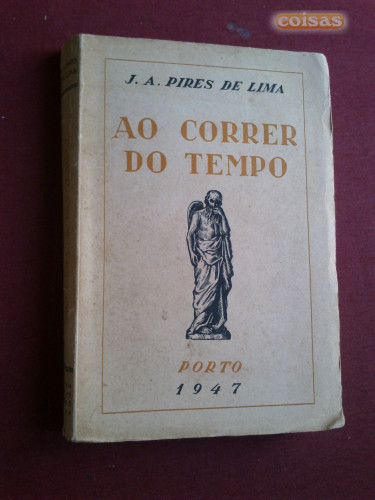 coisas
J. A. PIRES DE LIMA
AO CORRER
DO TEMPO
PORTO
1947